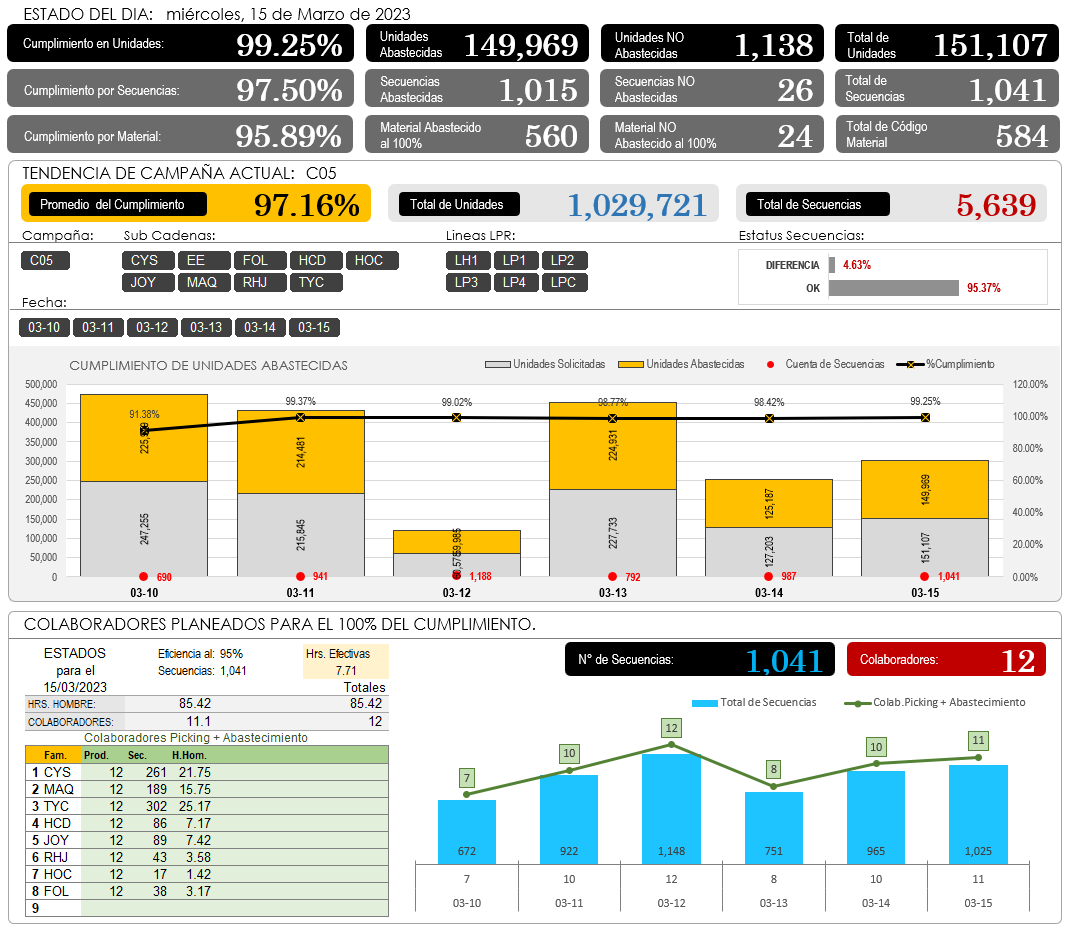 ESTADO DEL DIA: miércoles, 15 de Marzo de 2023
Cumplimiento en Unidades: 99.25%
Unidades Abastecidas 149,969
Unidades NO Abastecidas 1,138
Total de Unidades 151,107
Cumplimiento por Secuencias: 97.50%
Secuencias Abastecidas 1,015
Secuencias NO Abastecidas 26
Total de Secuencias 1,041
Cumplimiento por Material: 95.89%
Material Abastecido al 100% 560
Material NO Abastecido al 100% 24
Total de Código Material 584
TENDENCIA DE CAMPAÑA ACTUAL: C05
Promedio del Cumplimiento 97.16%
Total de Unidades 1,029,721
Total de Secuencias 5,639
Campaña: Sub Cadenas: Lineas LPR: Estatus Secuencias:
C05 CYS EE FOL HCD HOC LH1 LP1 LP2
JOY MAQ RHJ TYC LP3 LP4 LPC
DIFERENCIA 4.63%
OK 95.37%
Fecha:
03-10 03-11 03-12 03-13 03-14 03-15
CUMPLIMIENTO DE UNIDADES ABASTECIDAS
Unidades Solicitadas Unidades Abastecidas Cuenta de Secuencias %Cumplimiento
500,000
450,000
400,000
350,000
300,000
250,000
200,000
150,000
100,000
50,000
0
120.00%
100.00%
80.00%
60.00%
40.00%
20.00%
0.00%
91.38% 99.37% 99.02% 98.77% 98.42% 99.25%
214,481 224,931 125,187 149,969
247,255 215,845 227,733 127,203 151,107
690 941 1,188 792 987 1,041
03-10 03-11 03-12 03-13 03-14 03-15
COLABORADORES PLANEADOS PARA EL 100% DEL CUMPLIMIENTO.
ESTADOS
para el
15/03/2023
Eficiencia al: 95%
Secuencias: 1,041
Hrs. Efectivas
7.71
Totales
HRS. HOMBRE: 85.42 85.42
COLABORADORES: 11.1 12
Colaboradores Picking + Abastecimiento
Fam. Prod. Sec. H.Hom.
1 CYS 12 261 21.75
2 MAQ 12 189 15.75
3 TYC 12 302 25.17
4 HCD 12 86 7.17
5 JOY 12 89 7.42
6 RHJ 12 43 3.58
7 HOC 12 17 1.42
8 FOL 12 38 3.17
9
N° de Secuencias: 1,041
Colaboradores: 12
Total de Secuencias Colab.Picking + Abastecimiento
7 10 12 8 10 11
672 922 1,148 751 965 1,025
7 10 12 8 10 11
03-10 03-11 03-12 03-13 03-14 03-15